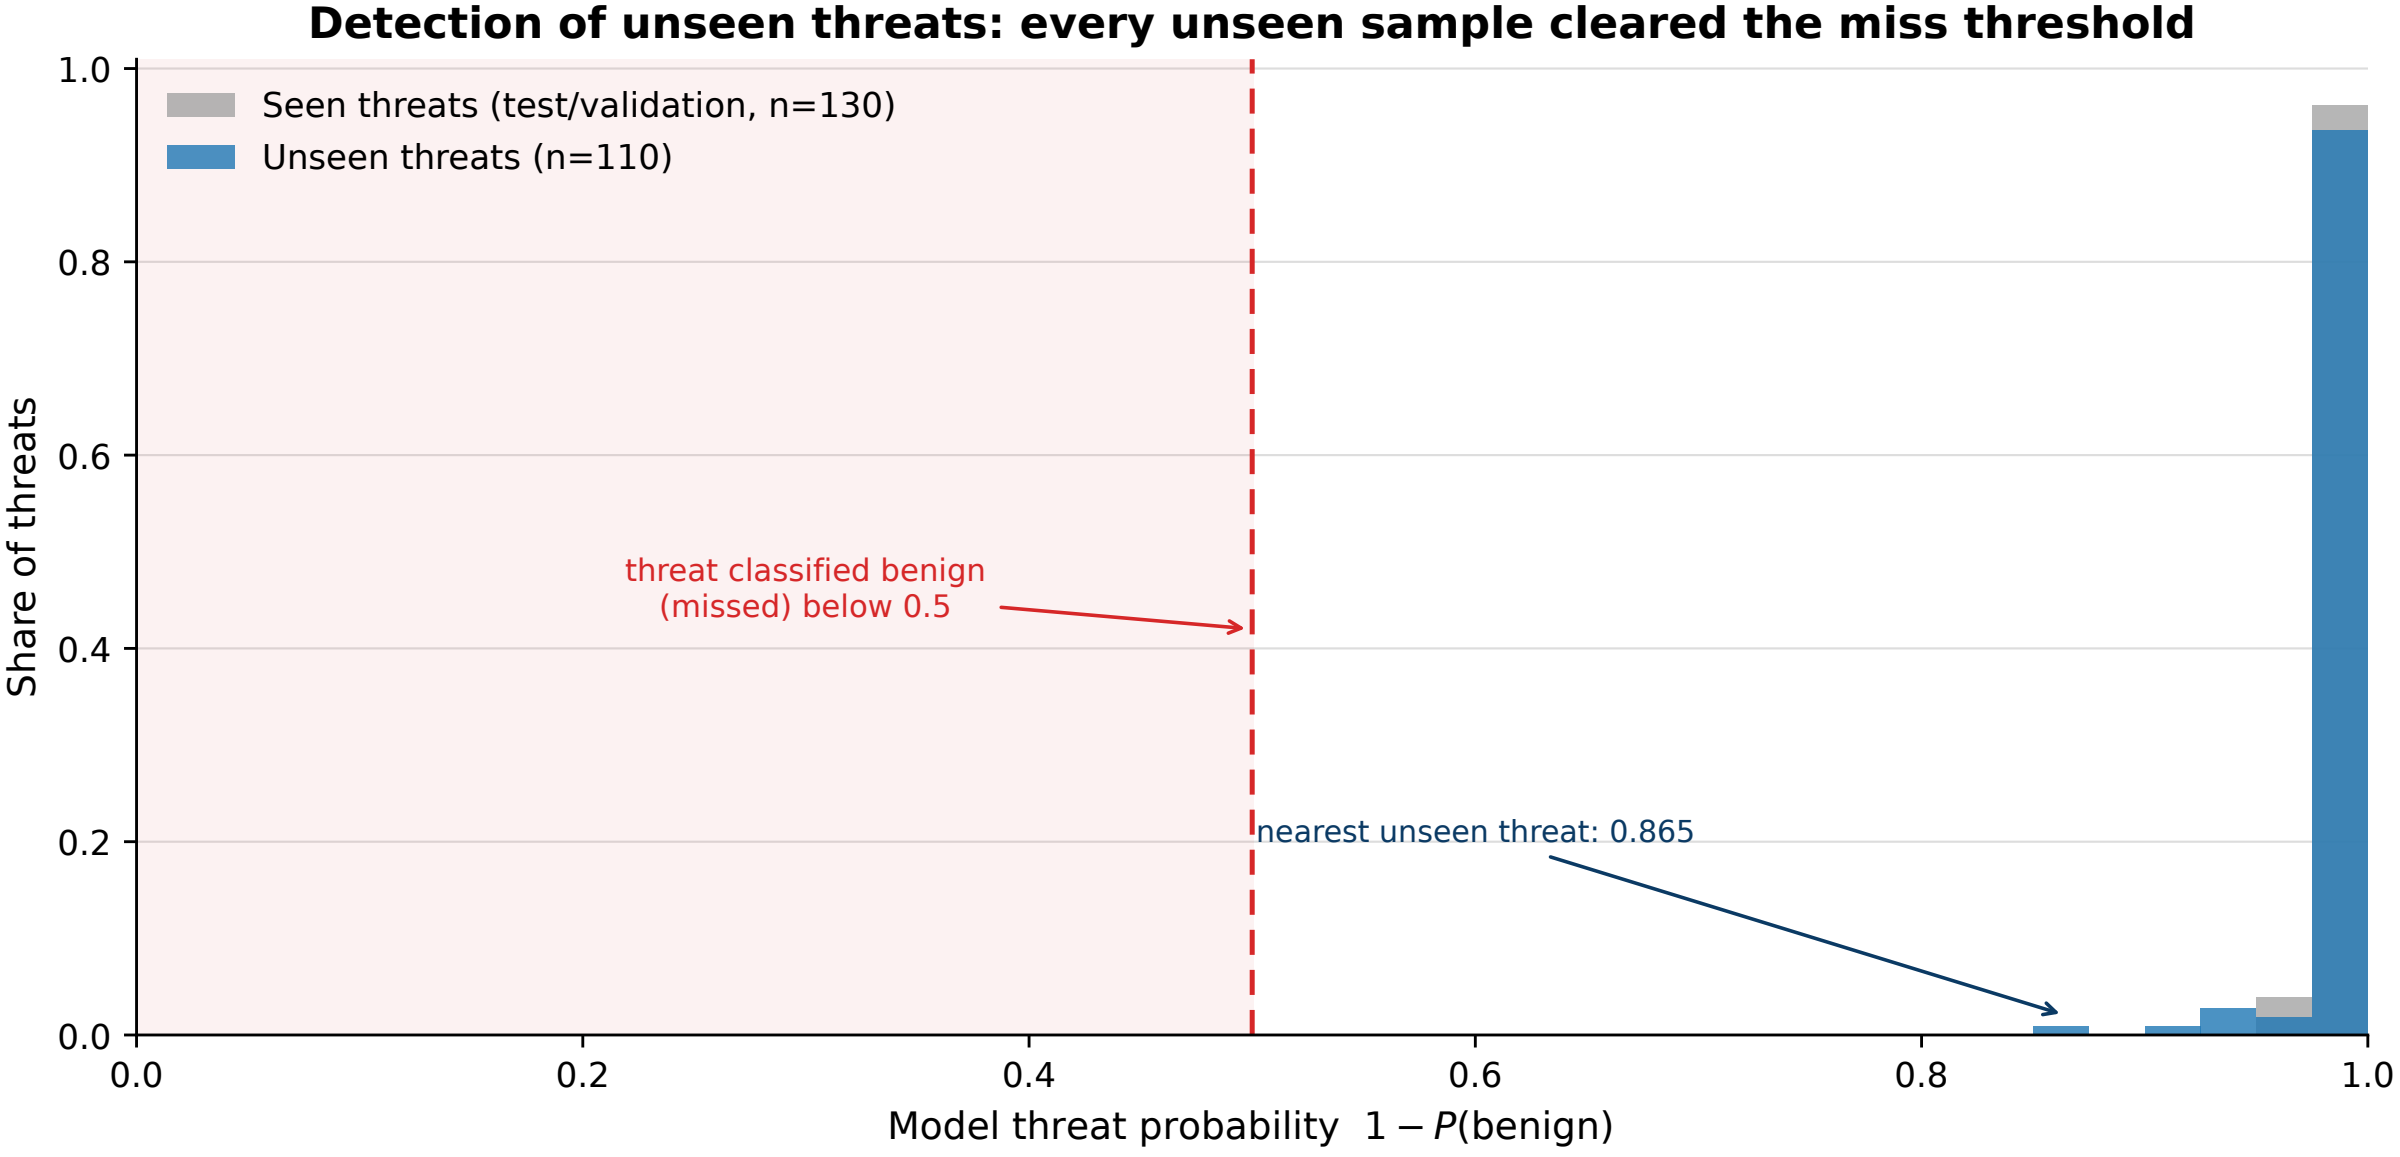 Detection of unseen threats: every unseen sample cleared the miss threshold
Seen threats (test/validation, n=130)
Unseen threats (n=110)
Share of threats
1.0
0.8
0.6
0.4
0.2
0.0
threat classified benign
(missed) below 0.5
nearest unseen threat: 0.865
0.0
0.2
0.4
0.6
0.8
1.0
Model threat probability 1 − P(benign)